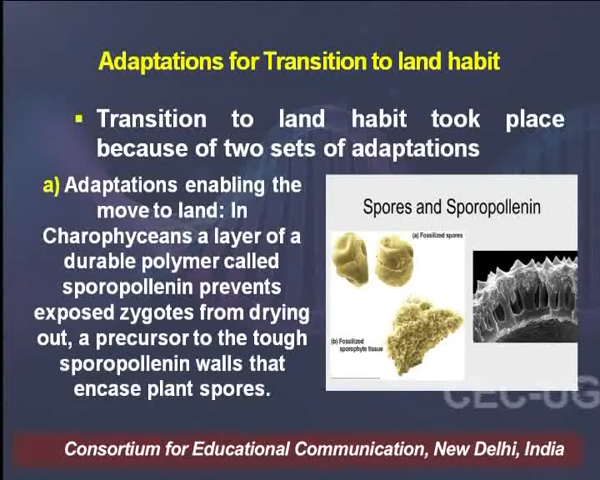 Adaptations for Transition to land habit
Transition to land habit took place
because of two sets of adaptations
a) Adaptations enabling the
move to land: In
Charophyceans a layer of a
durable polymer called
sporopollenin prevents
exposed zygotes from drying
out, a precursor to the tough
sporopollenin walls that
encase plant spores.
Spores and Sporopollenin
(a) Fossilized spores
(b) Fossilized
sporophyte tissue
CEC-UG
Consortium for Educational Communication, New Delhi, India